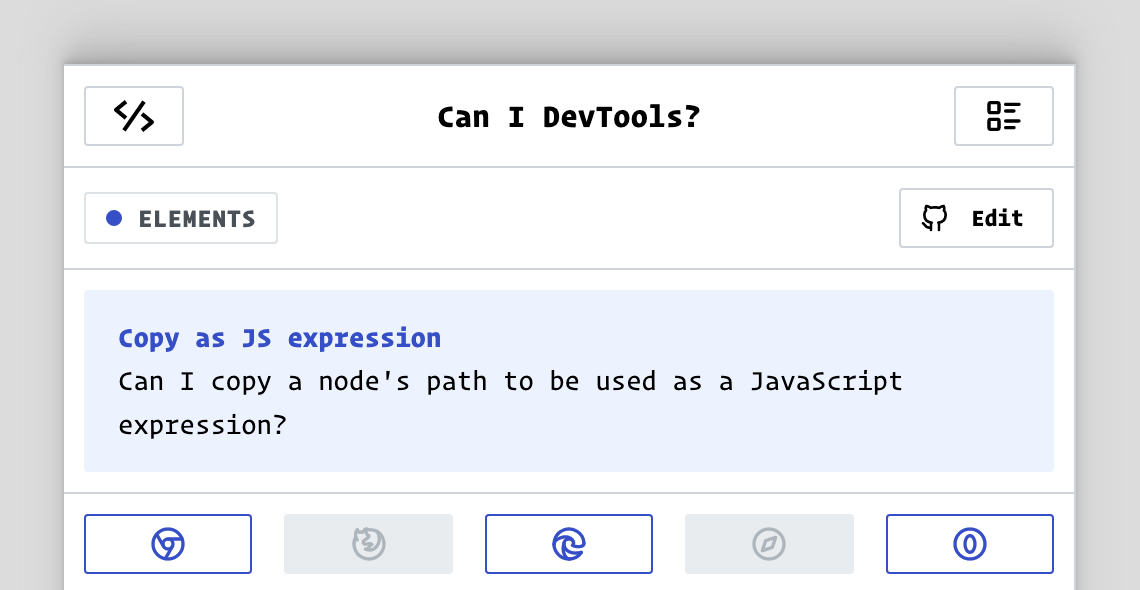 Can I DevTools?
ELEMENTS
Edit
Copy as JS expression
Can I copy a node's path to be used as a JavaScript
expression?